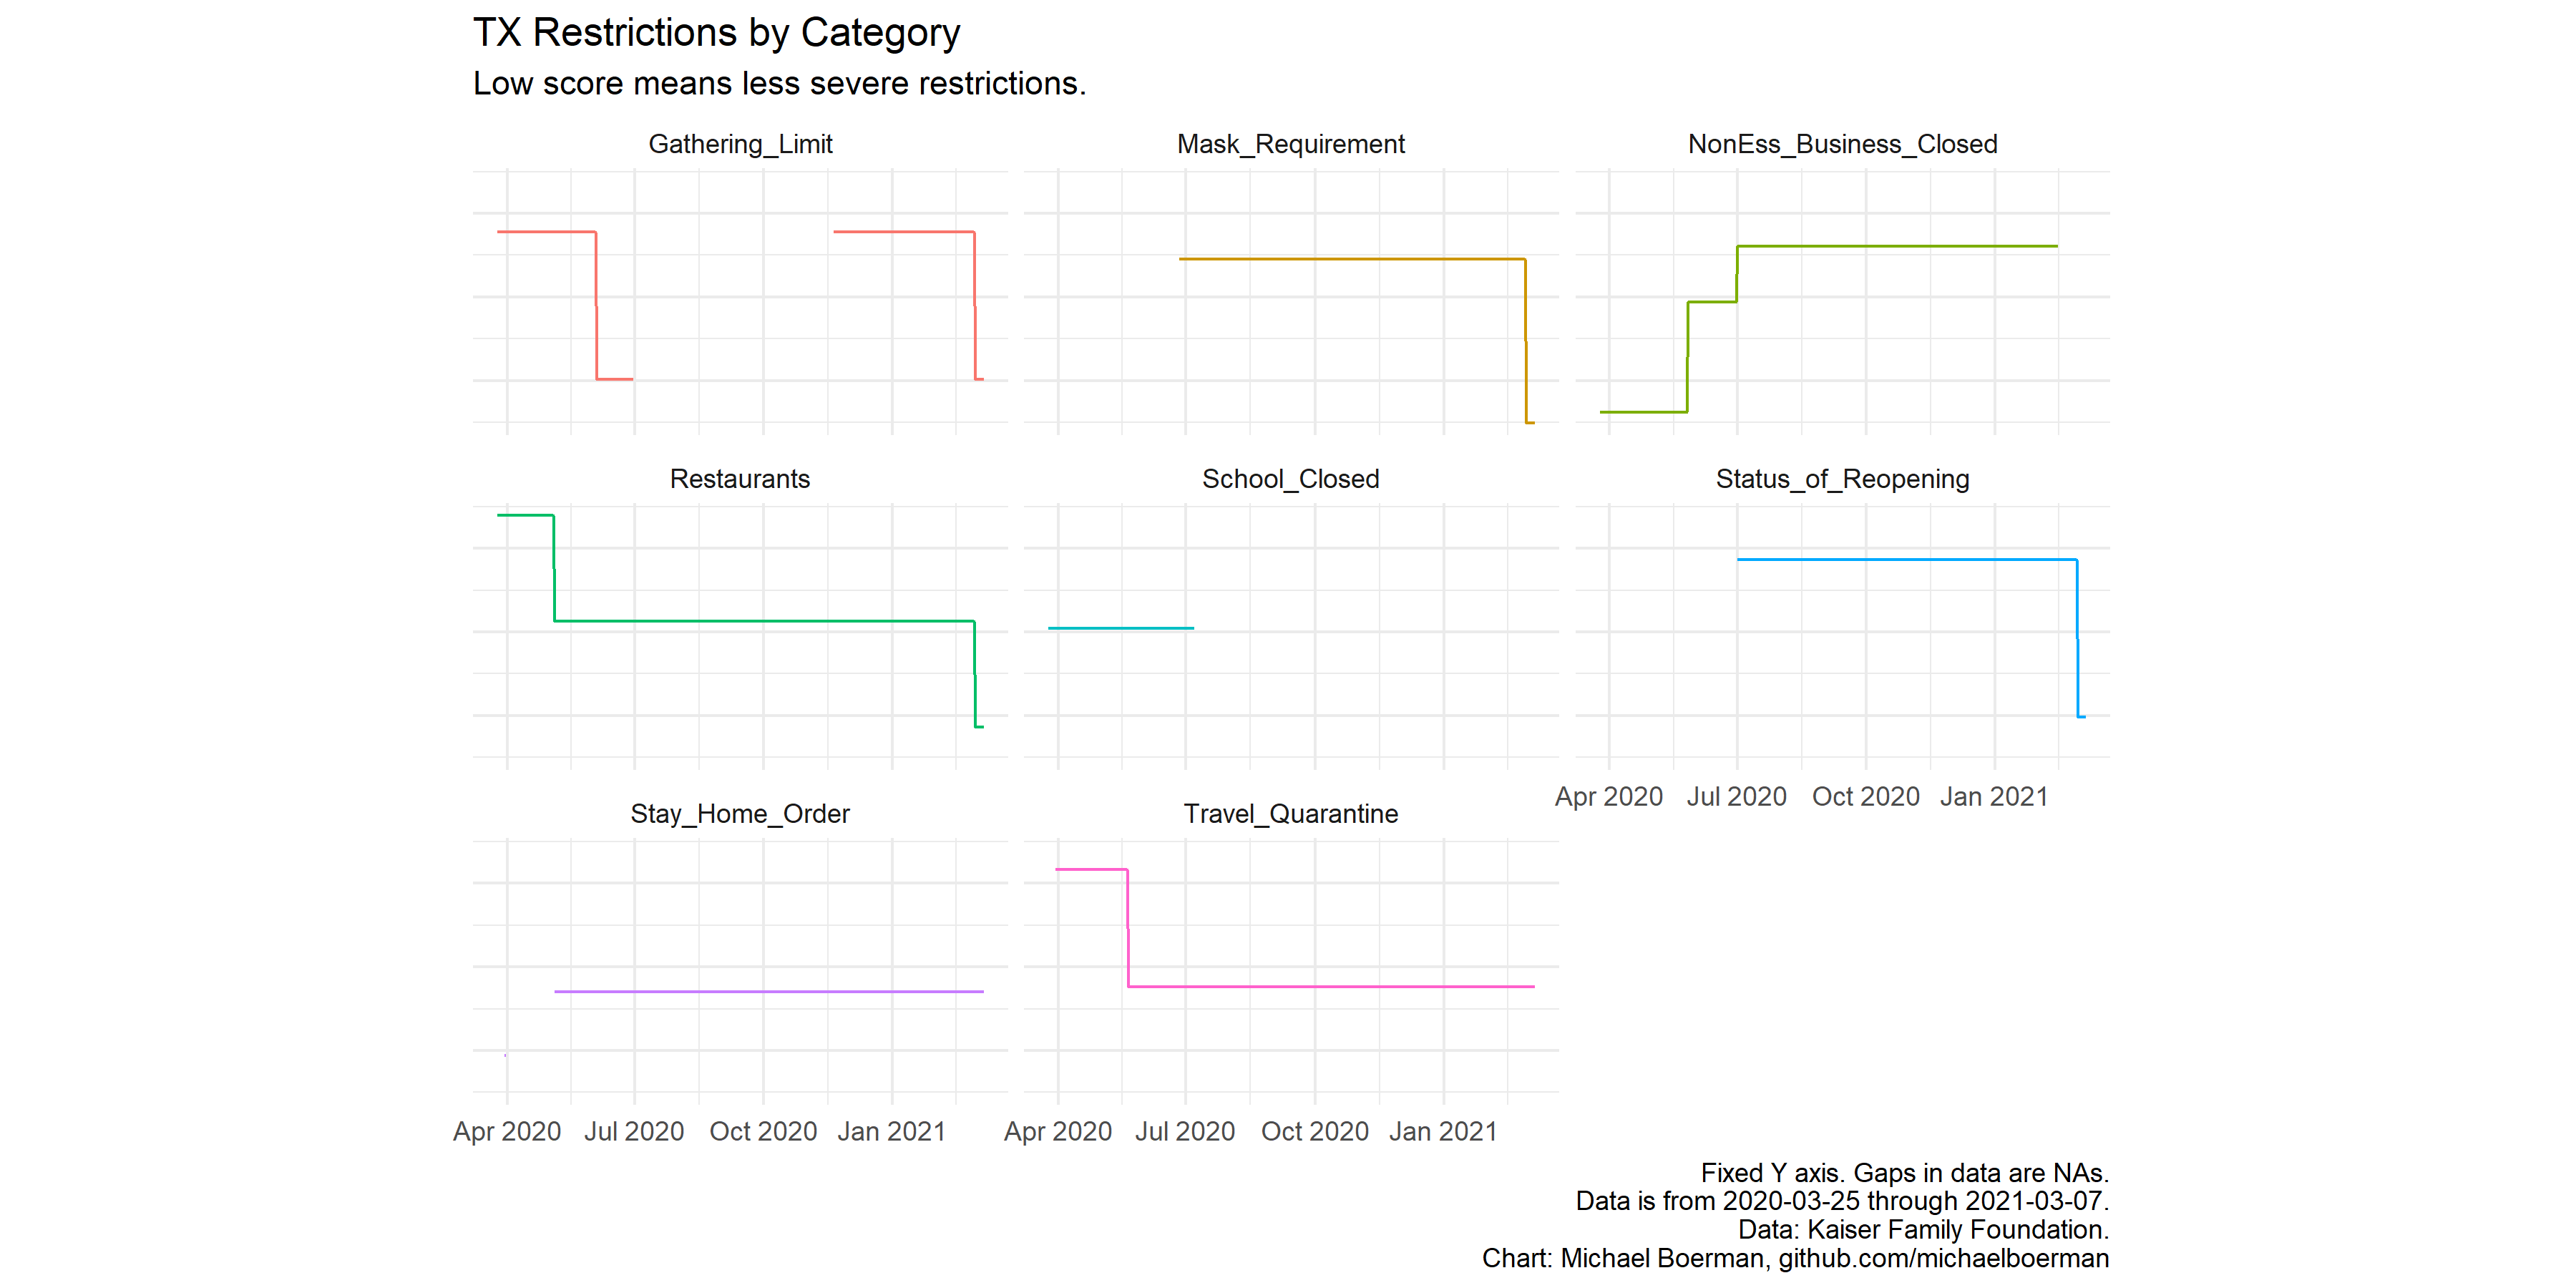 TX Restrictions by Category
Low score means less severe restrictions.
Gathering_Limit
Mask_Requirement
NonEss_Business_Closed
Restaurants
School_Closed
Status_of_Reopening
Apr 2020 Jul 2020 Oct 2020 Jan 2021
Stay_Home_Order
Travel_Quarantine
Apr 2020 Jul 2020 Oct 2020 Jan 2021
Apr 2020 Jul 2020 Oct 2020 Jan 2021
Fixed Y axis. Gaps in data are NAs.
Data is from 2020-03-25 through 2021-03-07.
Data: Kaiser Family Foundation.
Chart: Michael Boerman, github.com/michaelboerman